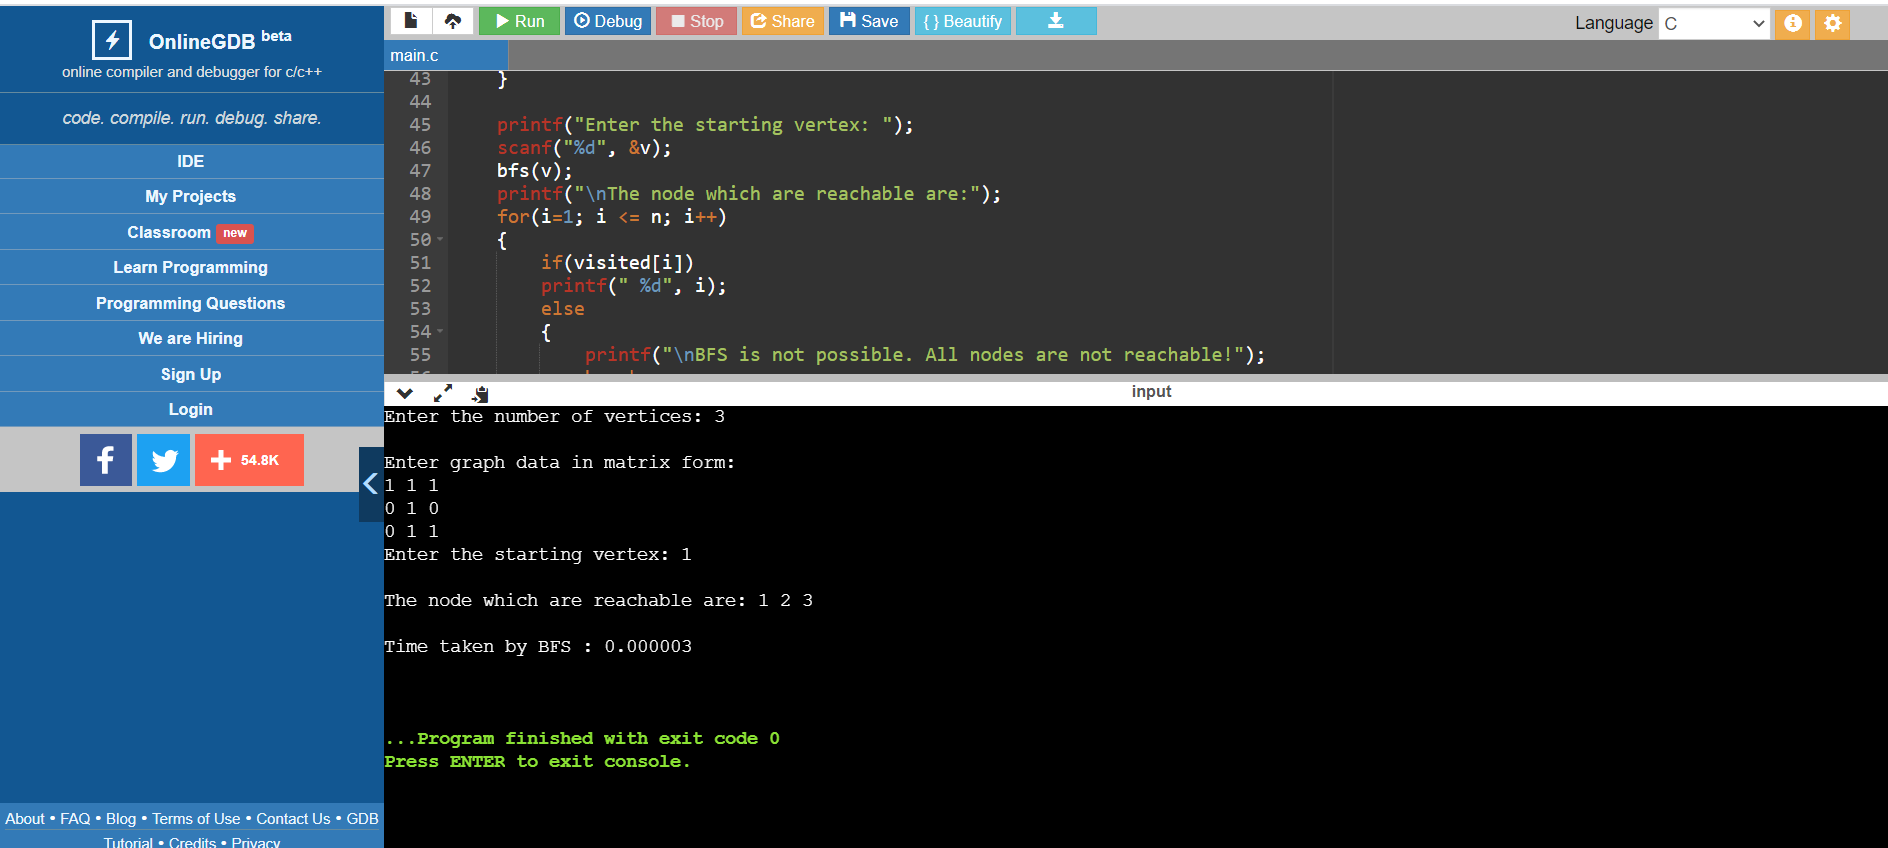 OnlineGDB beta
online compiler and debugger for c/c++
code. compile. run. debug. share.
IDE
My Projects
Classroom new
Learn Programming
Programming Questions
We are Hiring
Sign Up
Login
54.8K
About • FAQ • Blog • Terms of Use • Contact Us • GDB
Tutorial • Credits • Privacy
Run Debug Stop Share Save { } Beautify Language C
main.c
43 }
44
45 printf("Enter the starting vertex: ");
46 scanf("%d", &v);
47 bfs(v);
48 printf("\nThe node which are reachable are:");
49 for(i=1; i <= n; i++)
50 {
51 if(visited[i])
52 printf(" %d", i);
53 else
54 {
55 printf("\nBFS is not possible. All nodes are not reachable!");
input
Enter the number of vertices: 3
Enter graph data in matrix form:
1 1 1
0 1 0
0 1 1
Enter the starting vertex: 1
The node which are reachable are: 1 2 3
Time taken by BFS : 0.000003
...Program finished with exit code 0
Press ENTER to exit console.